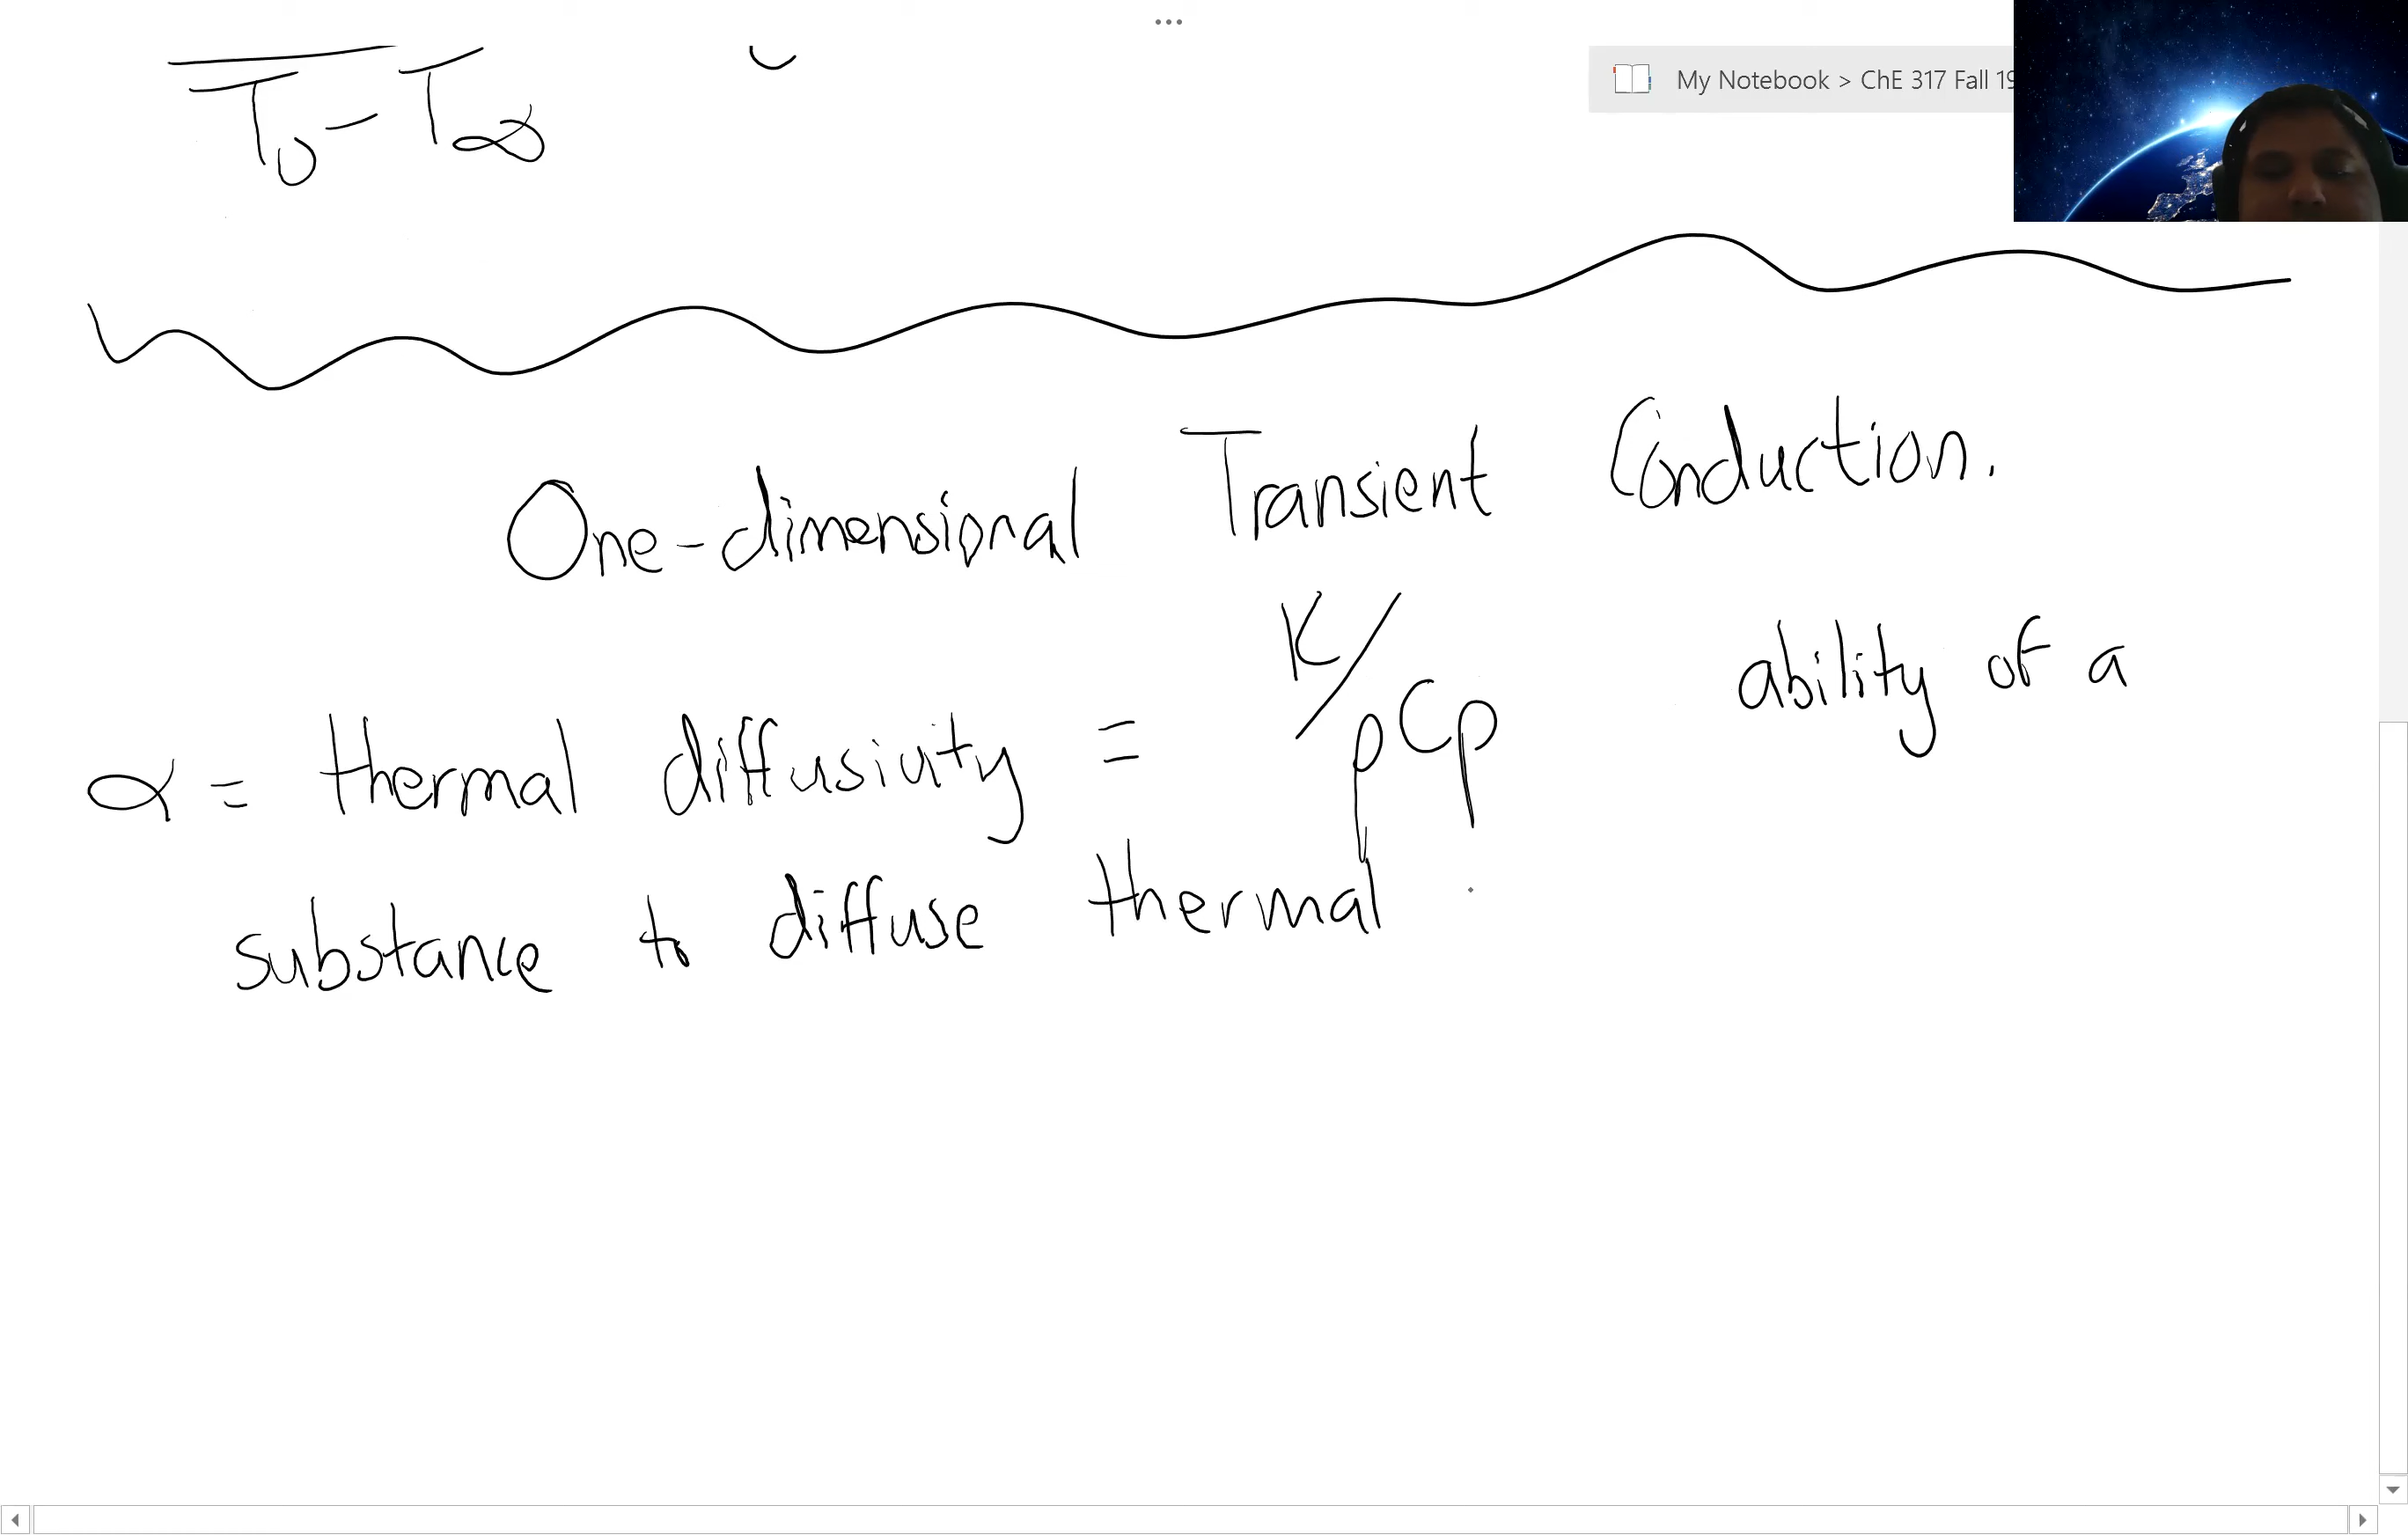 My Notebook > ChE 317 Fall 19
T₀ - T∞
One-dimensional Transient Conduction.
α = thermal diffusivity = K/ρCp ability of a
substance to diffuse thermal